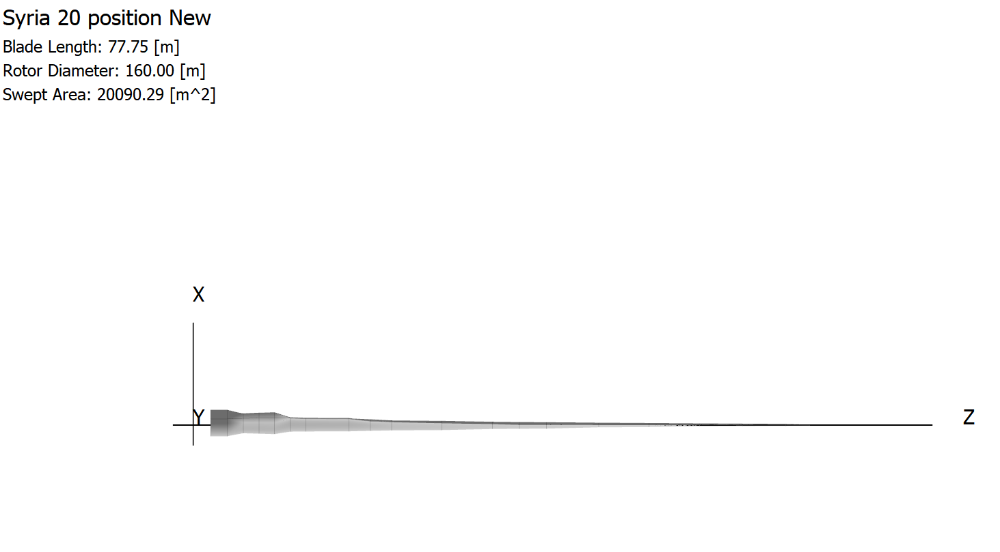 Syria 20 position New
Blade Length: 77.75 [m]
Rotor Diameter: 160.00 [m]
Swept Area: 20090.29 [m^2]
X
Y
Z